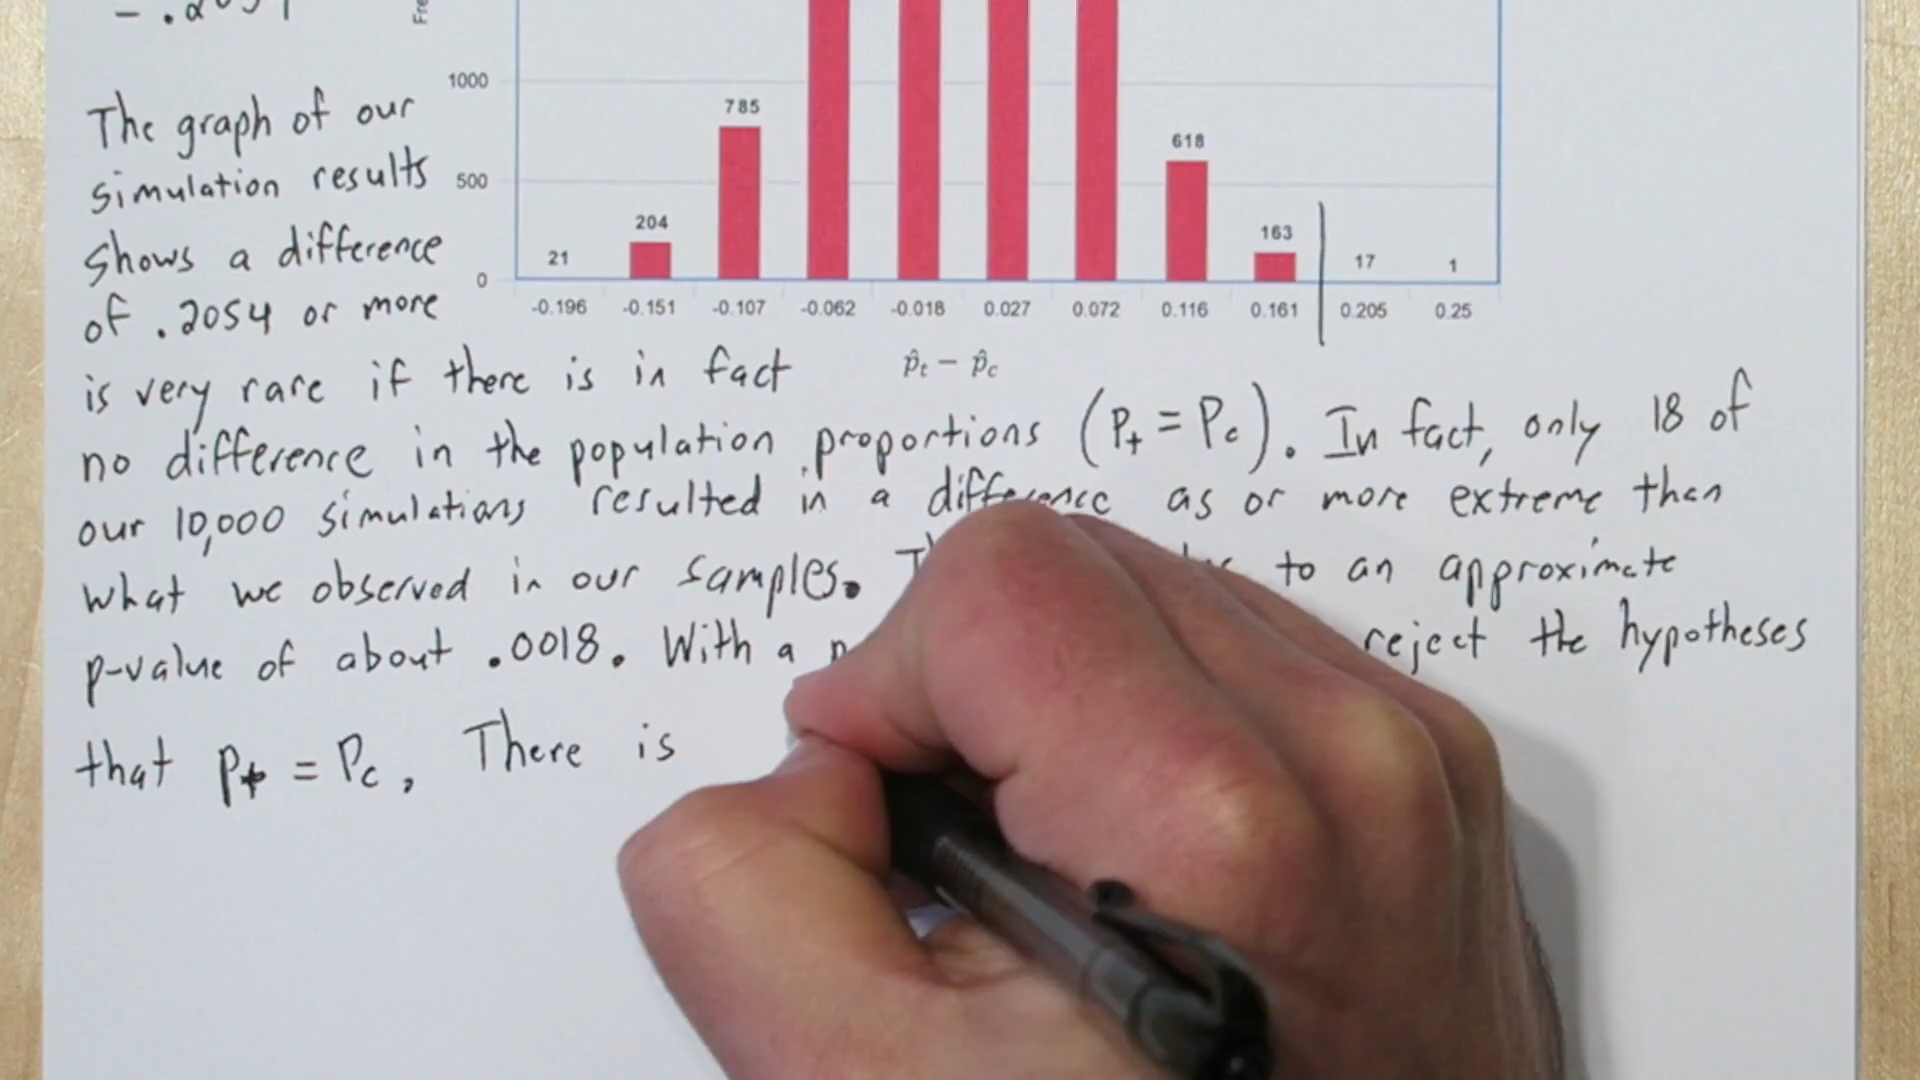 1000
785
618
500
204
163
21
17
1
0
-0.196 -0.151 -0.107 -0.062 -0.018 0.027 0.072 0.116 0.161 0.205 0.25
p̂t − p̂c
The graph of our
simulation results
shows a difference
of .2054 or more
is very rare if there is in fact
no difference in the population proportions (Pt = Pc). In fact, only 18 of
our 10,000 simulations resulted in a difference as or more extreme than
what we observed in our samples. to an approximate
p-value of about .0018. With a reject the hypotheses
that pt = Pc, There is